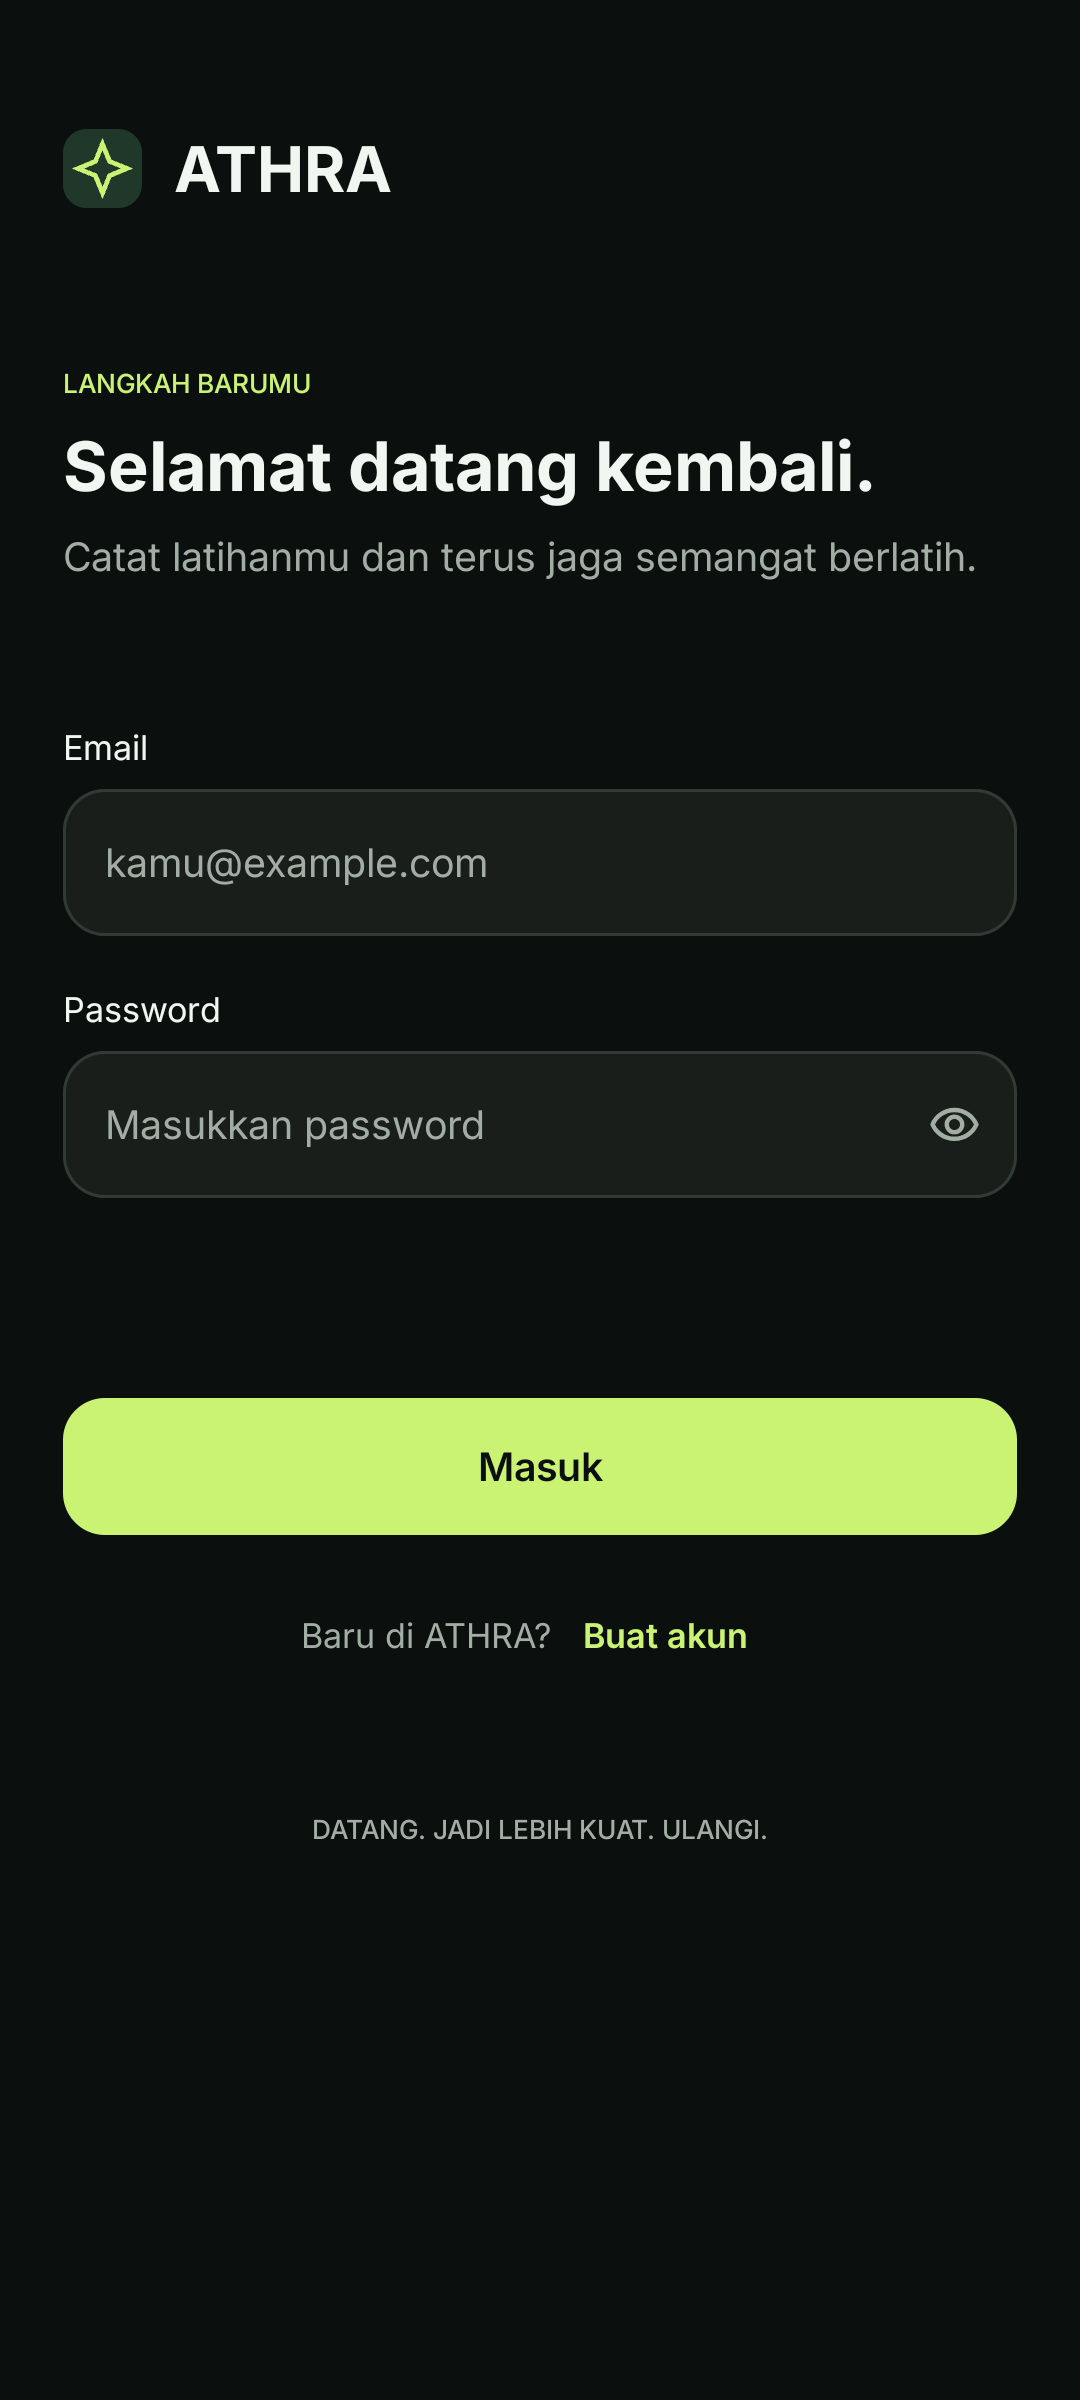 ATHRA
LANGKAH BARUMU
Selamat datang kembali.
Catat latihanmu dan terus jaga semangat berlatih.
Email
kamu@example.com
Password
Masukkan password
Masuk
Baru di ATHRA? Buat akun
DATANG. JADI LEBIH KUAT. ULANGI.